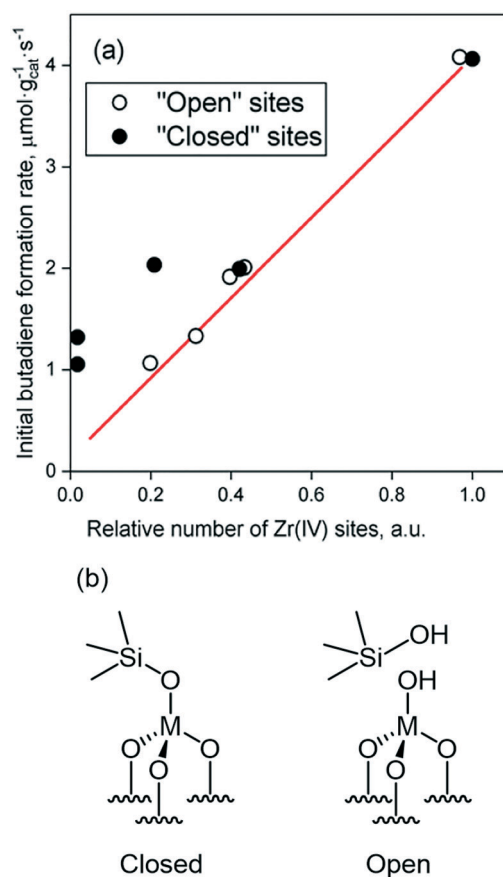 (a)
"Open" sites
"Closed" sites
Initial butadiene formation rate, μmol·g⁻¹cat·s⁻¹
4
3
2
1
0
0.0 0.2 0.4 0.6 0.8 1.0
Relative number of Zr(IV) sites, a.u.
(b)
Si OH
Si O OH
M M
O O O O
O O
Closed Open